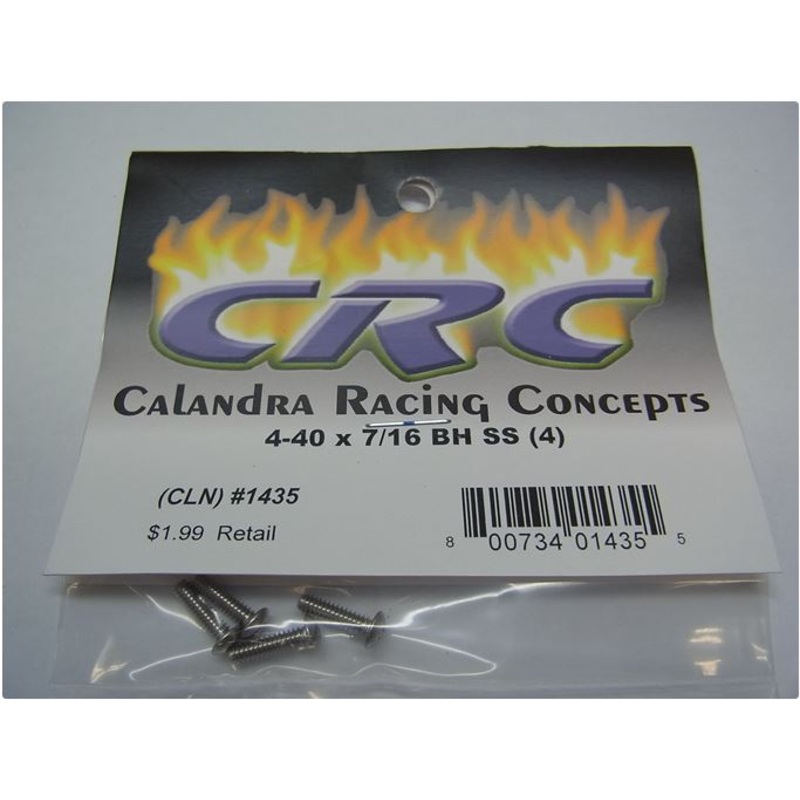 CRC
Calandra Racing Concepts
4-40 x 7/16 BH SS (4)
(CLN) #1435
$1.99 Retail
8 00734 01435 5